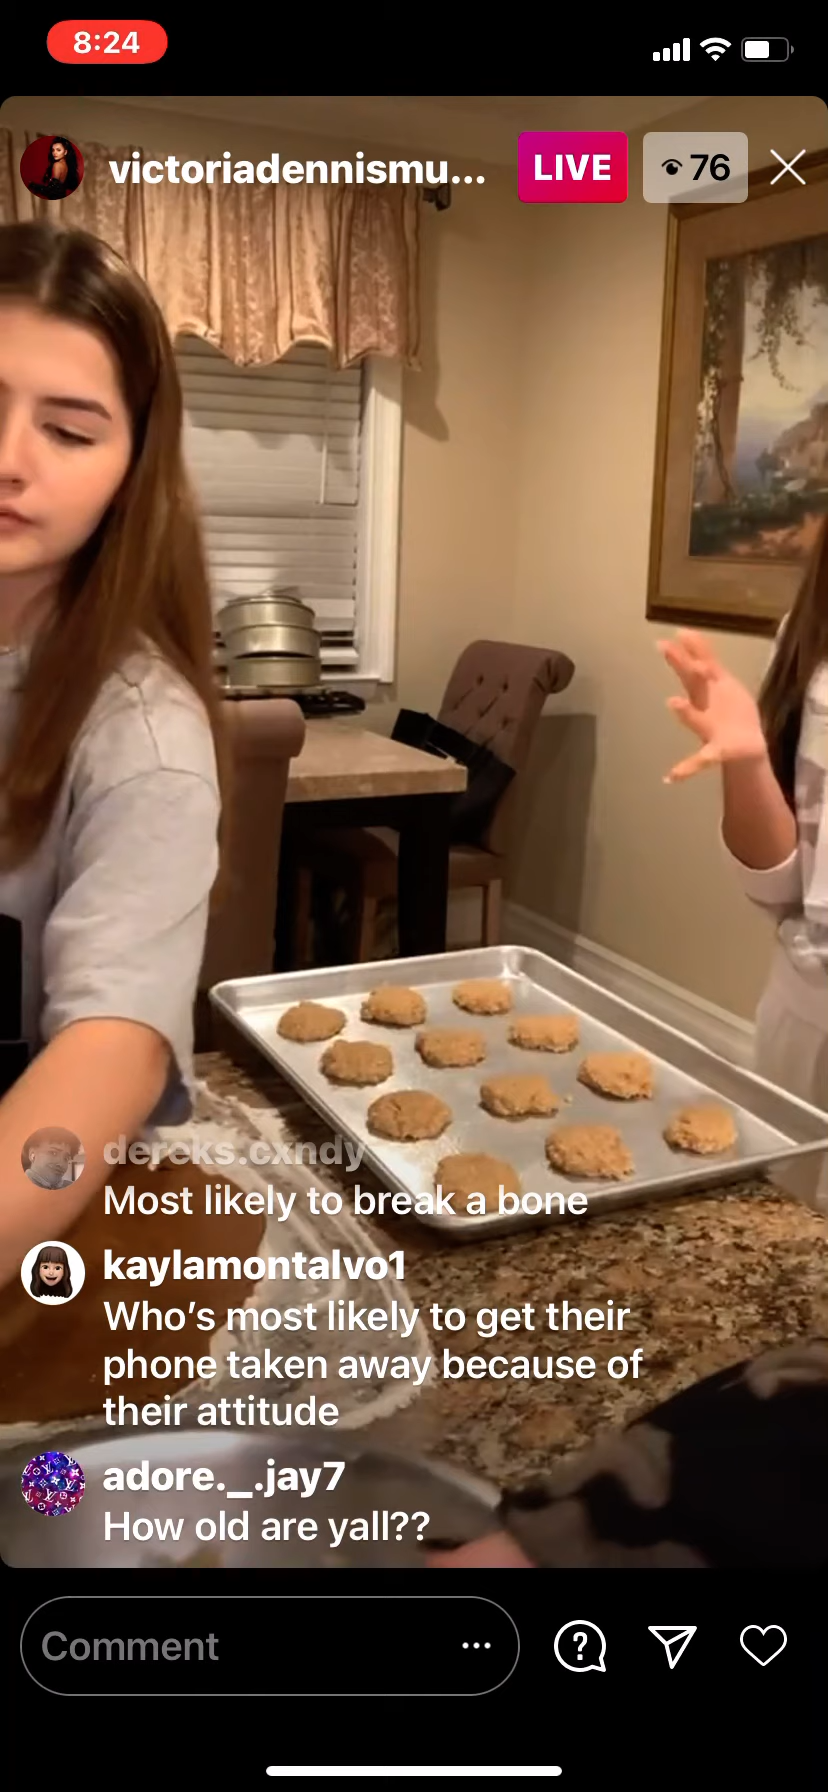 8:24
victoriadennismu...
LIVE
76
dereks.cxndy
Most likely to break a bone
kaylamontalvo1
Who's most likely to get their
phone taken away because of
their attitude
adore._.jay7
How old are yall??
Comment